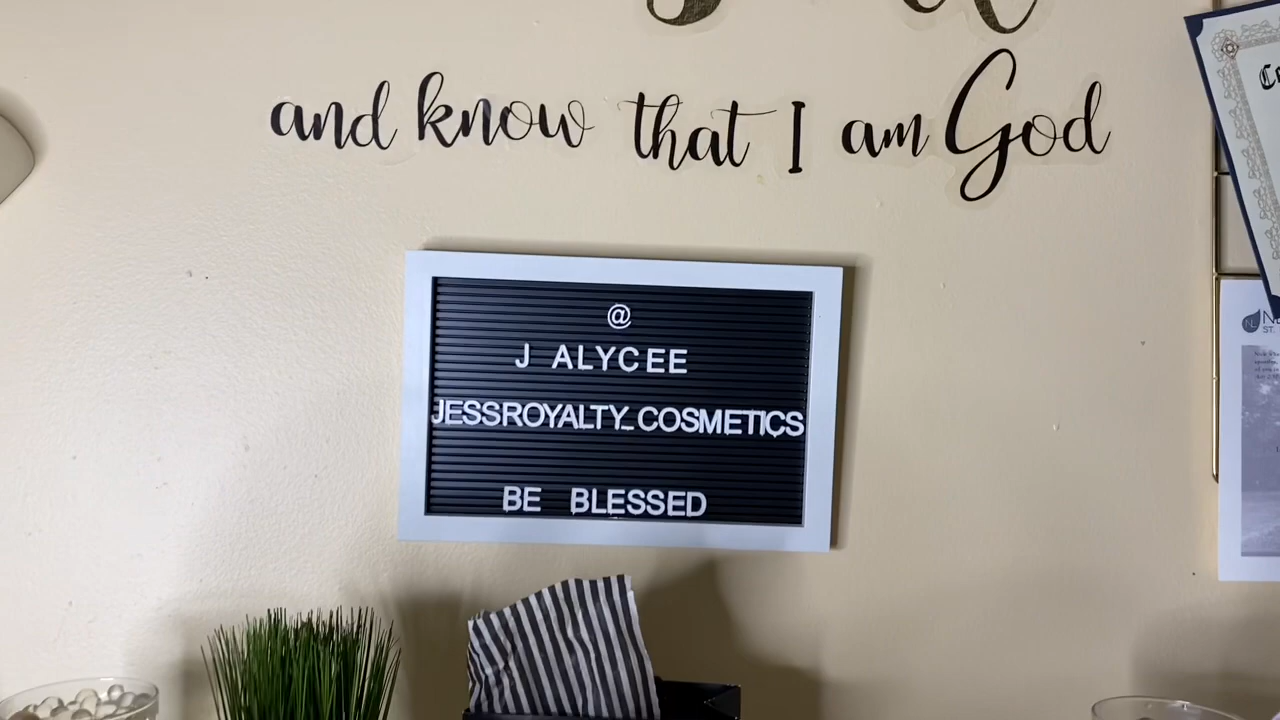 and know that I am God
@
J ALYCEE
JESSROYALTY_COSMETICS
BE BLESSED